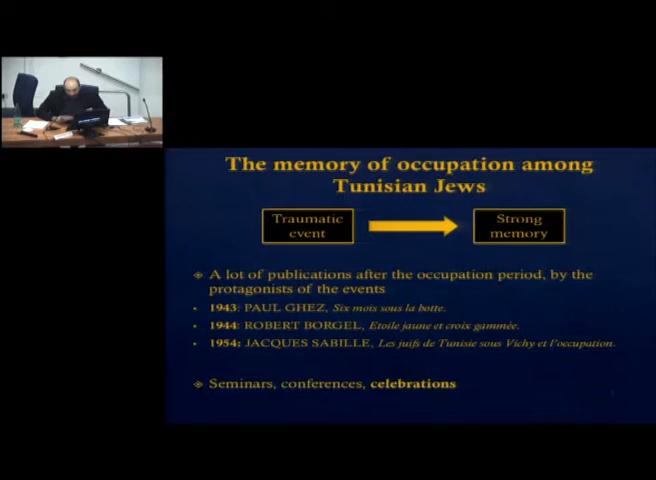 The memory of occupation among
Tunisian Jews
Traumatic
event
Strong
memory
❖ A lot of publications after the occupation period, by the
protagonists of the events
• 1943: PAUL GHEZ, Six mois sous la botte.
• 1944: ROBERT BORGEL, Etoile jaune et croix gammée.
• 1954: JACQUES SABILLE, Les juifs de Tunisie sous Vichy et l'occupation.
❖ Seminars, conferences, celebrations